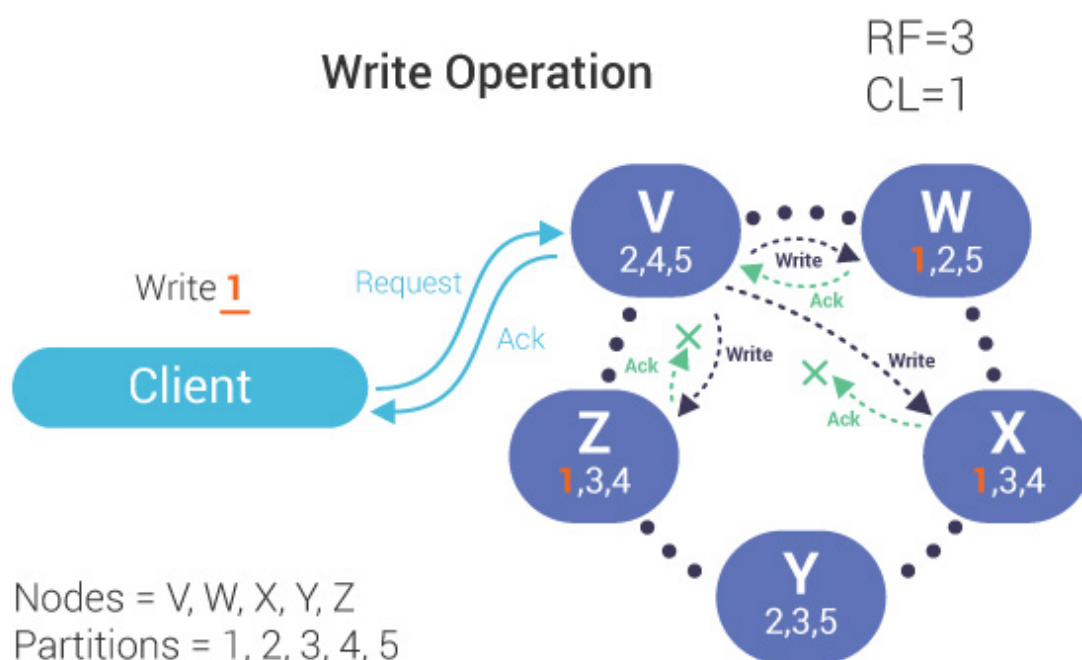 Write Operation
RF=3
CL=1
V
2,4,5
W
1,2,5
Write
Ack
Write 1
Request
Ack
Client
Ack
Write
Write
Ack
Z
1,3,4
X
1,3,4
Y
2,3,5
Nodes = V, W, X, Y, Z
Partitions = 1, 2, 3, 4, 5